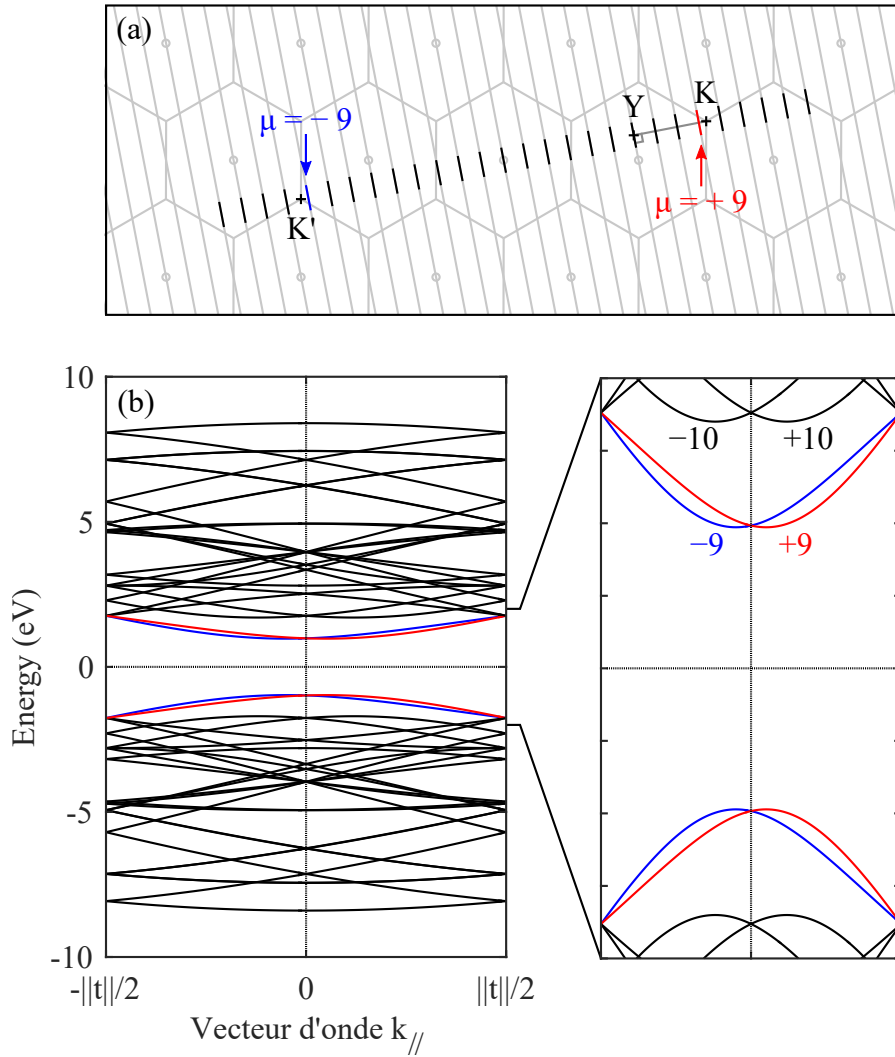 (a)
μ = − 9
Y
K
K'
μ = + 9
(b)
10
5
0
-5
-10
Energy (eV)
-||t||/2
0
||t||/2
Vecteur d'onde k//
−10
+10
−9
+9